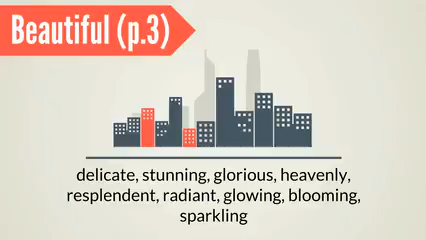 Beautiful (p.3)
delicate, stunning, glorious, heavenly,
resplendent, radiant, glowing, blooming,
sparkling